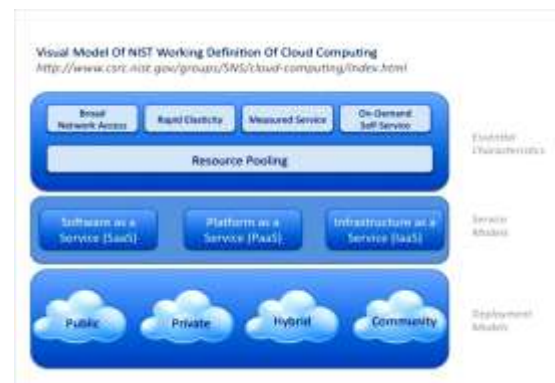 Visual Model Of NIST Working Definition Of Cloud Computing
http://www.csrc.nist.gov/groups/SNS/cloud-computing/index.html
Broad
Network Access
Rapid Elasticity
Measured Service
On-Demand
Self Service
Resource Pooling
Essential
Characteristics
Software as a
Service (SaaS)
Platform as a
Service (PaaS)
Infrastructure as a
Service (IaaS)
Service
Models
Public
Private
Hybrid
Community
Deployment
Models